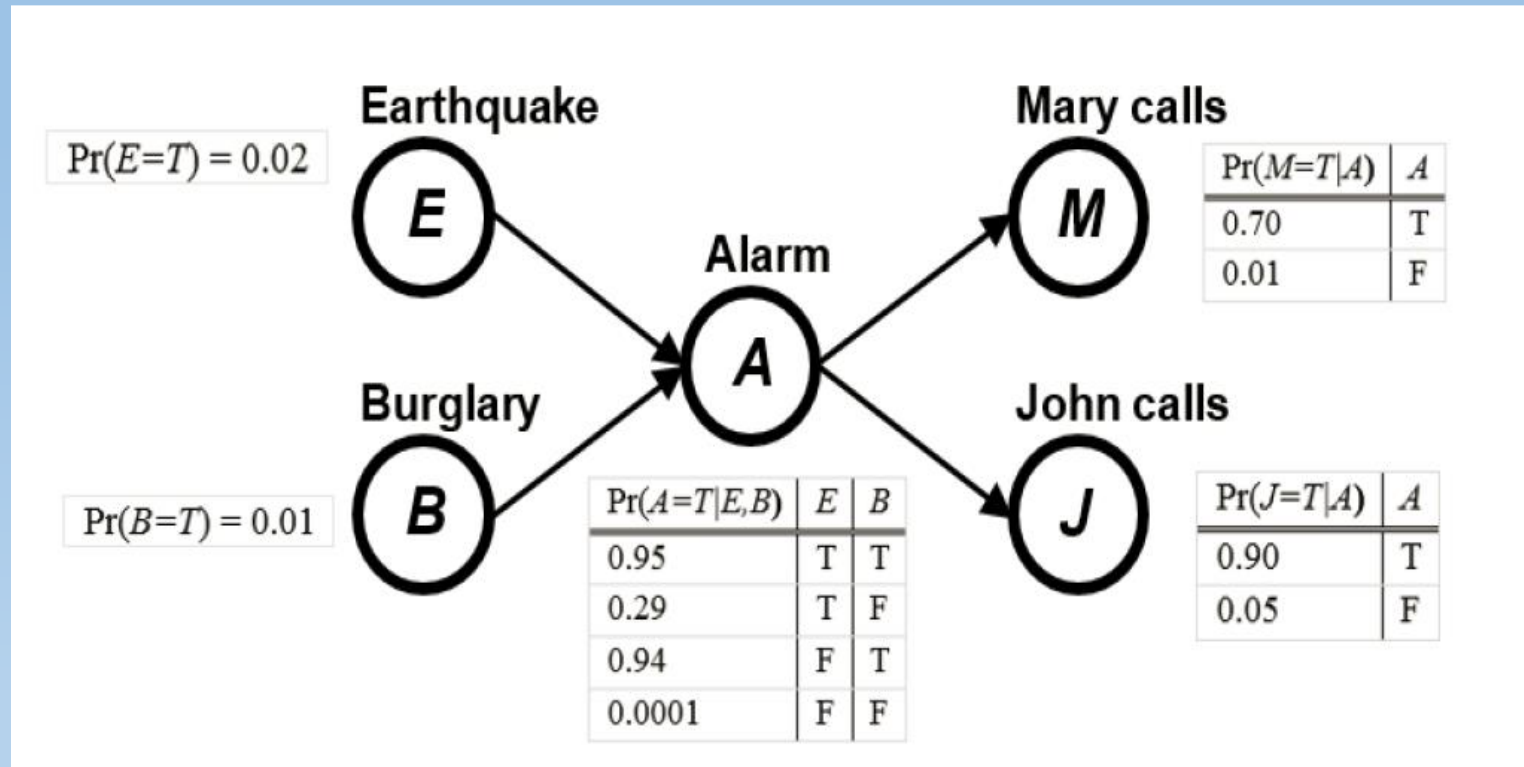 Earthquake
Pr(E=T) = 0.02
E
Mary calls
M
Pr(M=T|A) A
0.70 T
0.01 F
Alarm
A
Burglary
Pr(B=T) = 0.01
B
Pr(A=T|E,B) E B
0.95 T T
0.29 T F
0.94 F T
0.0001 F F
John calls
J
Pr(J=T|A) A
0.90 T
0.05 F